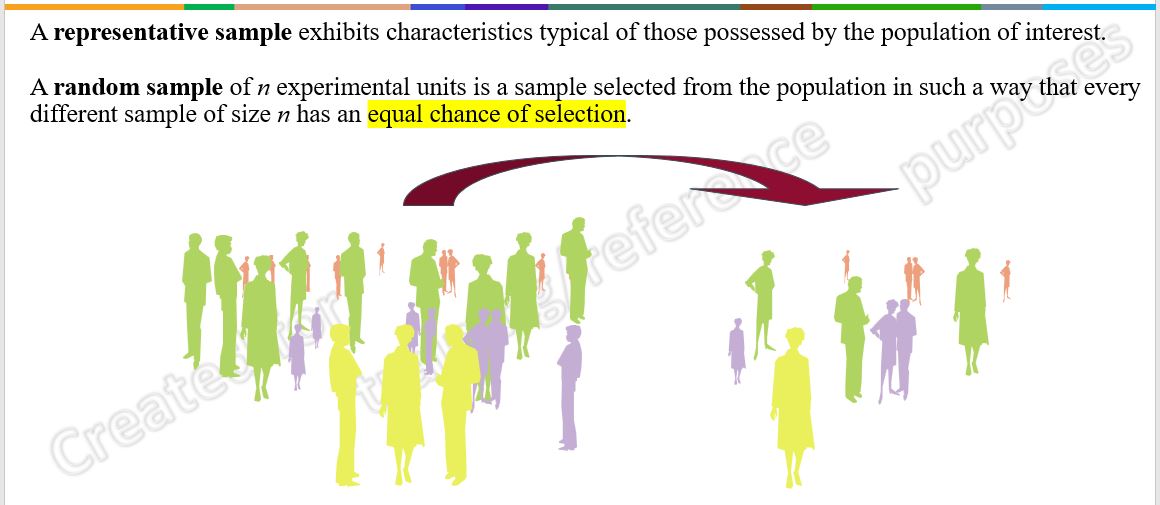 A representative sample exhibits characteristics typical of those possessed by the population of interest.
A random sample of n experimental units is a sample selected from the population in such a way that every
different sample of size n has an equal chance of selection.
Created for training/reference purposes